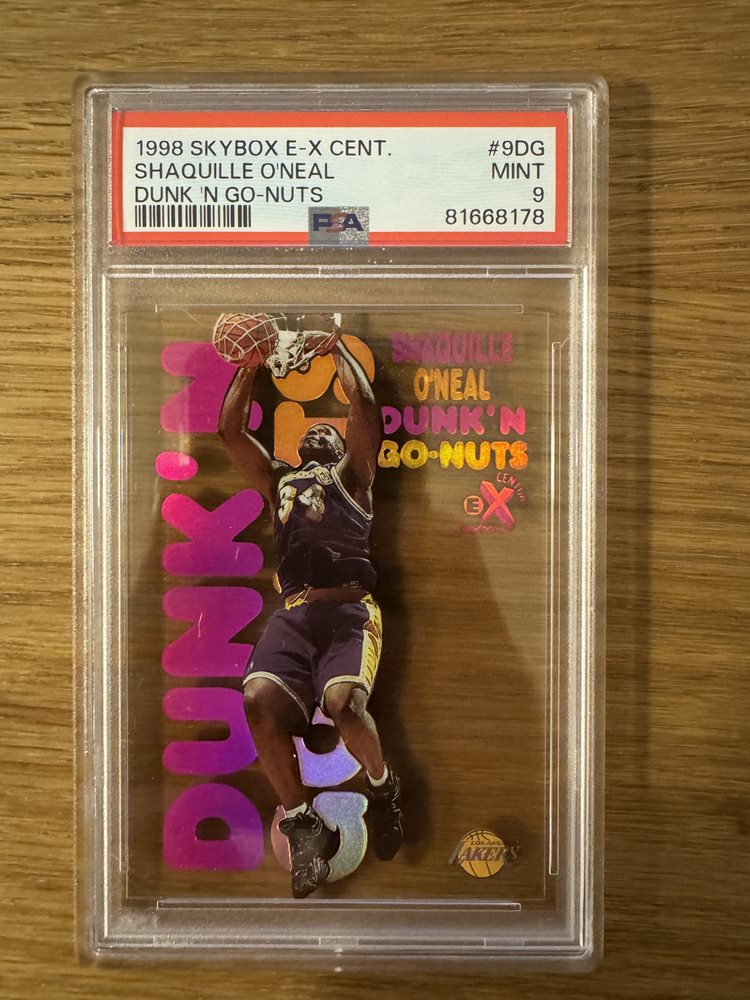 1998 SKYBOX E-X CENT. #9DG
SHAQUILLE O'NEAL MINT
DUNK 'N GO-NUTS 9
PSA 81668178
SHAQUILLE
O'NEAL
DUNK'N
GO-NUTS
EX
DUNK'N
LAKERS